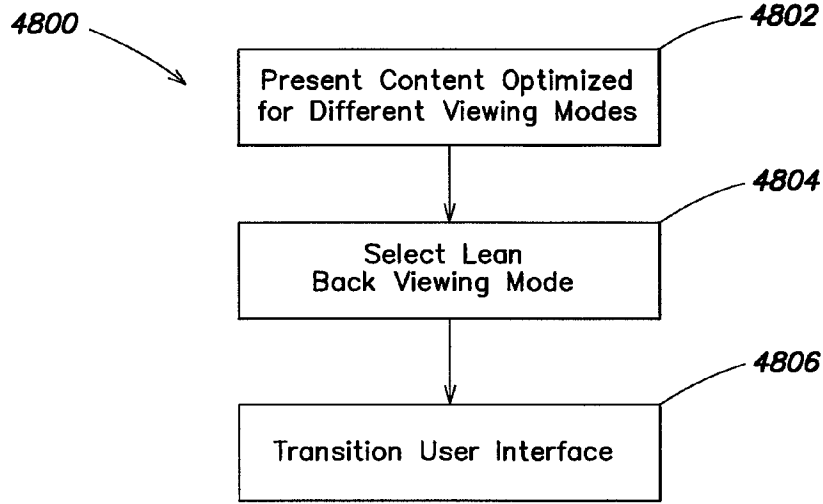 4800
4802
Present Content Optimized
for Different Viewing Modes
4804
Select Lean
Back Viewing Mode
4806
Transition User Interface